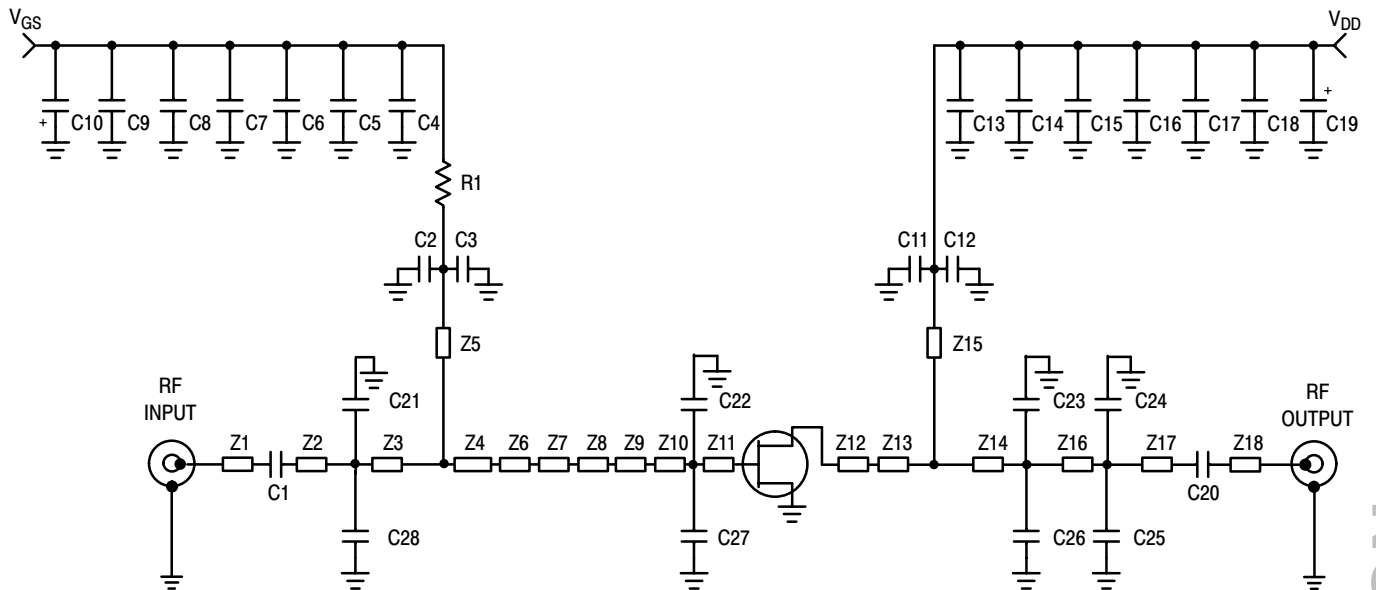 VGS
VDD
C10 C9 C8 C7 C6 C5 C4
+
C13 C14 C15 C16 C17 C18 C19
+
R1
C2 C3
C11 C12
Z5
Z15
RF
INPUT
C21
C22
C23
C24
RF
OUTPUT
Z1 Z2 Z3 Z4 Z6 Z7 Z8 Z9 Z10 Z11 Z12 Z13 Z14 Z16 Z17 Z18
C1
C20
C28
C27
C26
C25